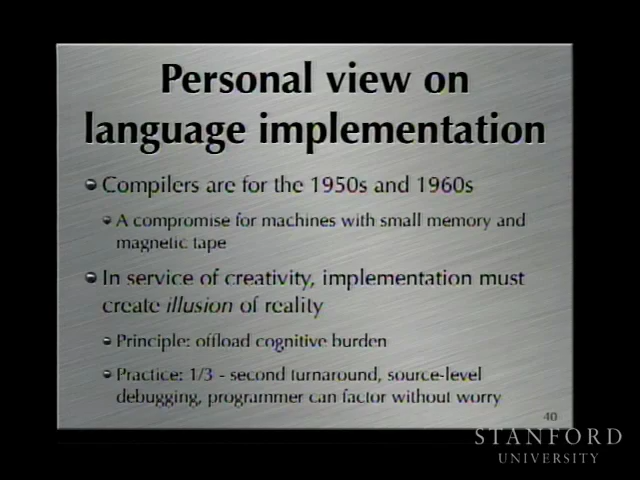 Personal view on
language implementation
Compilers are for the 1950s and 1960s
A compromise for machines with small memory and
magnetic tape
In service of creativity, implementation must
create illusion of reality
Principle: offload cognitive burden
Practice: 1/3 - second turnaround, source-level
debugging, programmer can factor without worry
40
STANFORD
UNIVERSITY